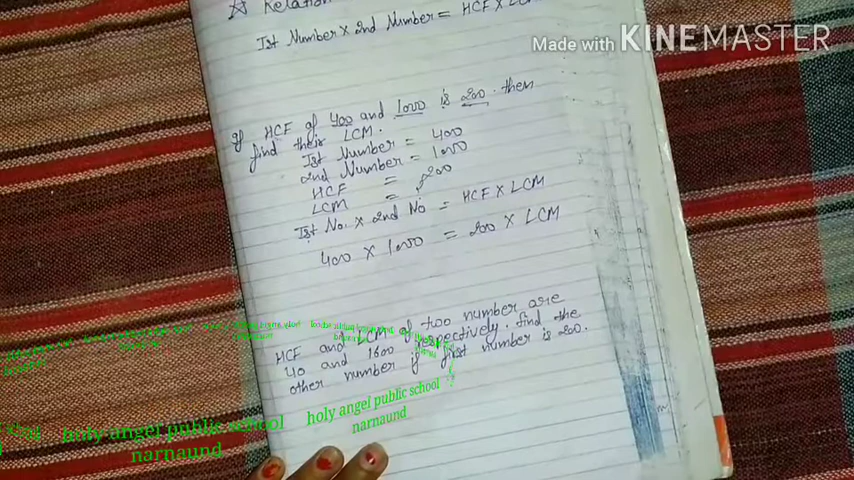 ☆ Relation
Ist Number x 2nd Number = HCF X LCM
Made with KINEMASTER
If HCF of 400 and 1000 is 200. then
find their LCM.
Ist Number = 400
2nd Number = 1000
HCF = 200
LCM = ?
Ist No. x 2nd No = HCF X LCM
400 X 1000 = 200 X LCM
HCF and LCM of two number are
40 and 1600 respectively. find the
other number if first number is 200.
holy angel public school
narnaund
holy angel public school
narnaund